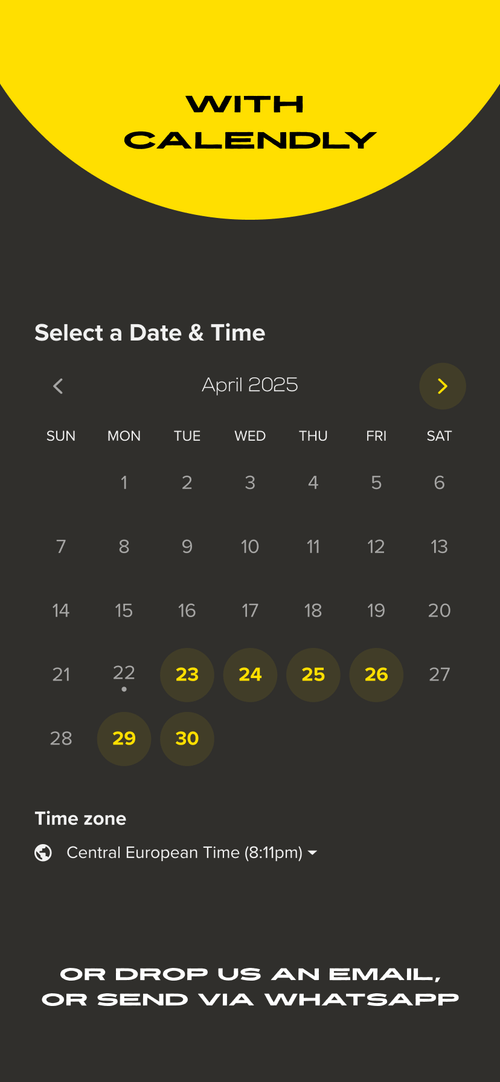 WITH
CALENDLY
Select a Date & Time
April 2025
SUN MON TUE WED THU FRI SAT
1 2 3 4 5 6
7 8 9 10 11 12 13
14 15 16 17 18 19 20
21 22 23 24 25 26 27
28 29 30
Time zone
Central European Time (8:11pm)
OR DROP US AN EMAIL,
OR SEND VIA WHATSAPP